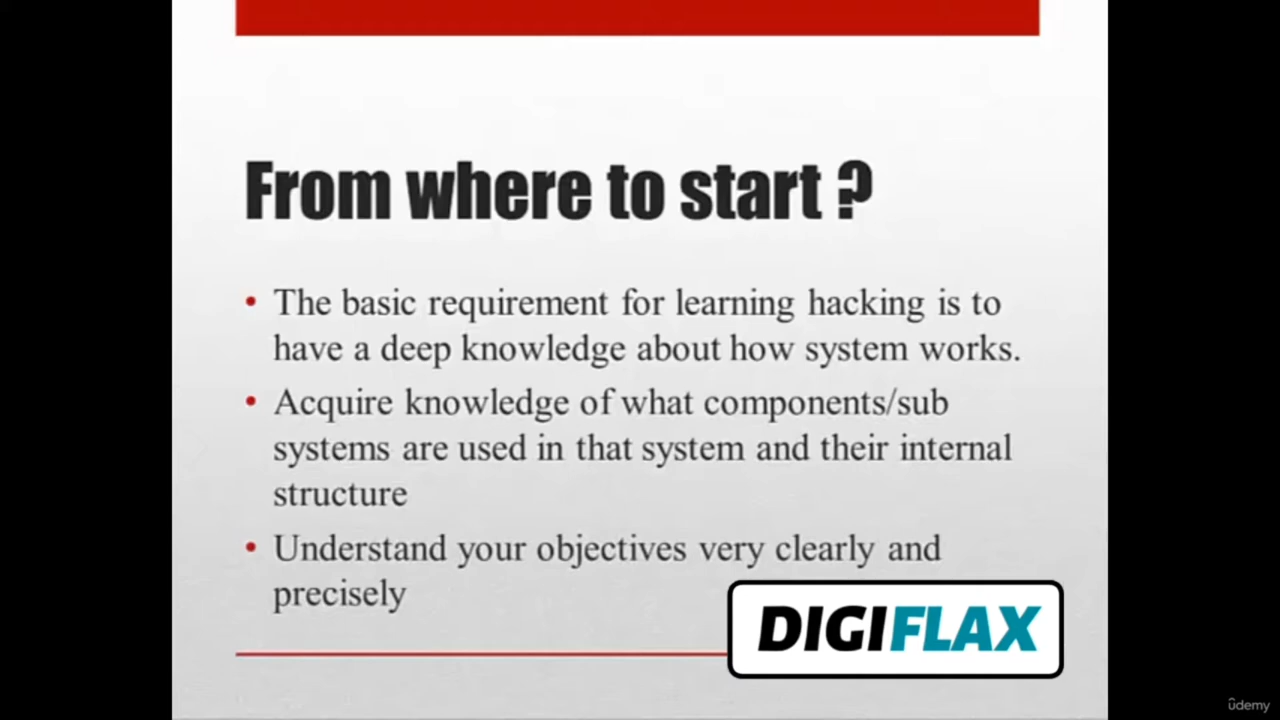 From where to start ?
• The basic requirement for learning hacking is to
have a deep knowledge about how system works.
• Acquire knowledge of what components/sub
systems are used in that system and their internal
structure
• Understand your objectives very clearly and
precisely
DIGIFLAX
ûdemy